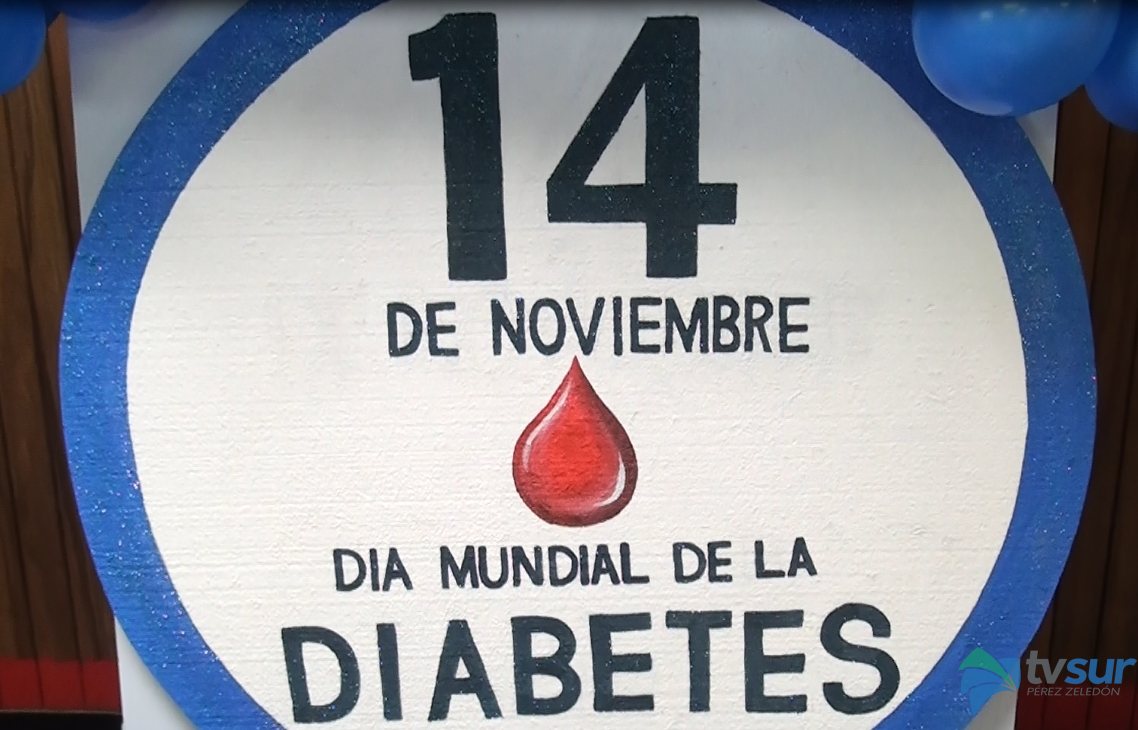 14
DE NOVIEMBRE
DIA MUNDIAL DE LA
DIABETES
tvsur
PÉREZ ZELEDÓN